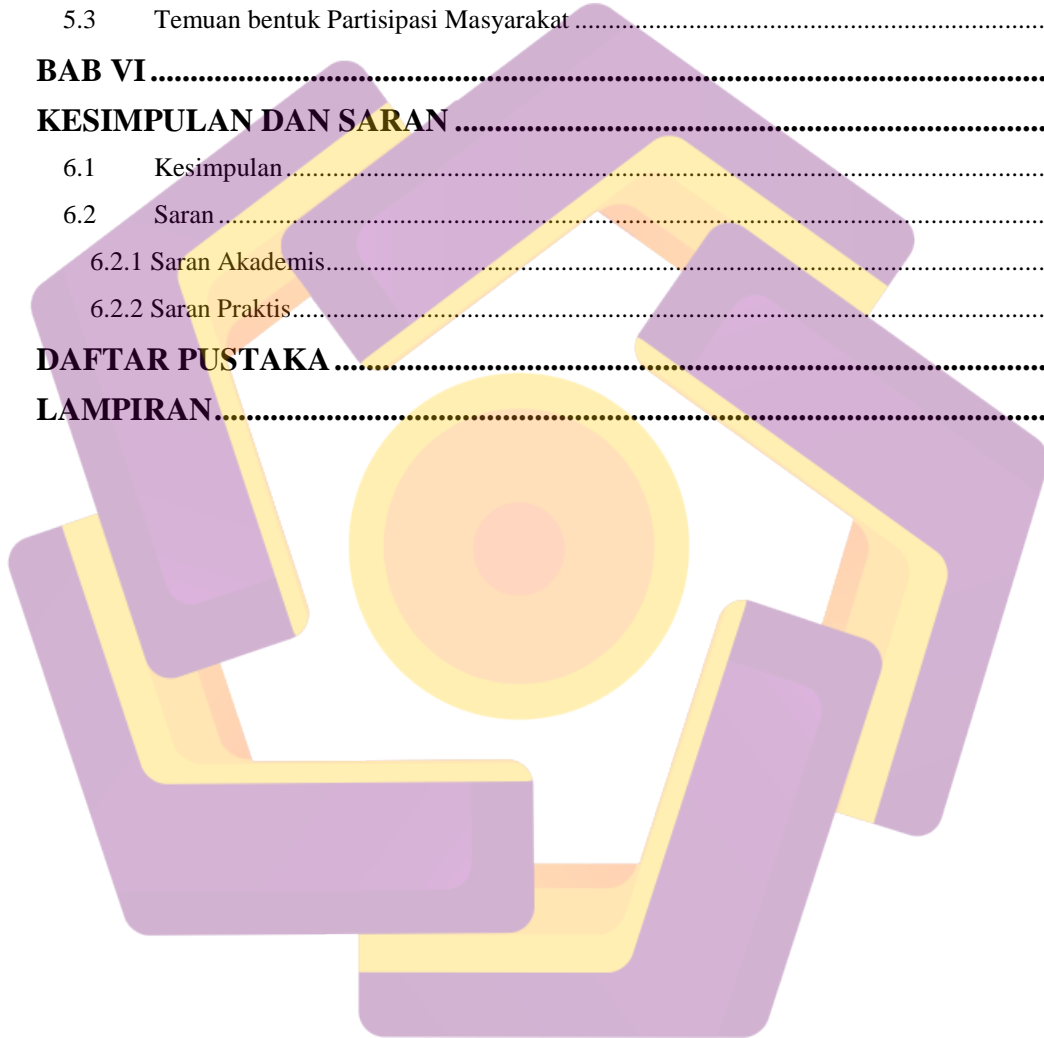 5.3 Temuan bentuk Partisipasi Masyarakat ........................................
BAB VI ........................................
KESIMPULAN DAN SARAN ........................................
6.1 Kesimpulan ........................................
6.2 Saran ........................................
6.2.1 Saran Akademis ........................................
6.2.2 Saran Praktis ........................................
DAFTAR PUSTAKA ........................................
LAMPIRAN ........................................